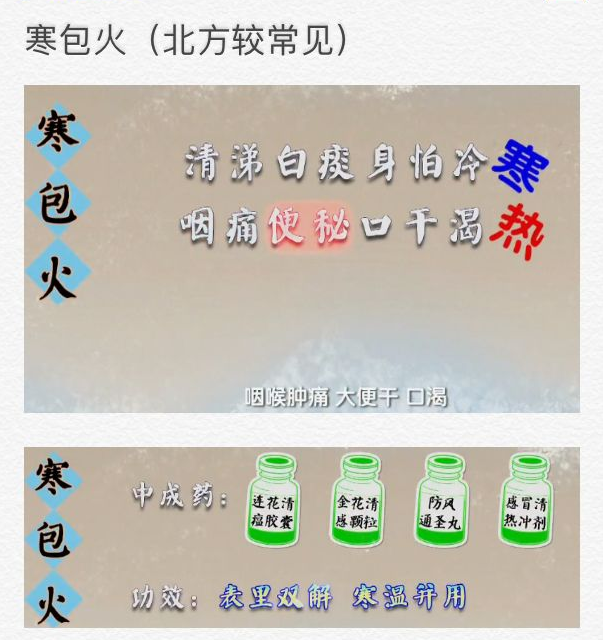 寒包火（北方较常见）
寒包火
清涕白痰身怕冷寒
咽痛便秘口干渴热
咽喉肿痛 大便干 口渴
寒包火
中成药：
连花清
瘟胶囊
金花清
感颗粒
防风
通圣丸
感冒清
热冲剂
功效：表里双解 寒温并用